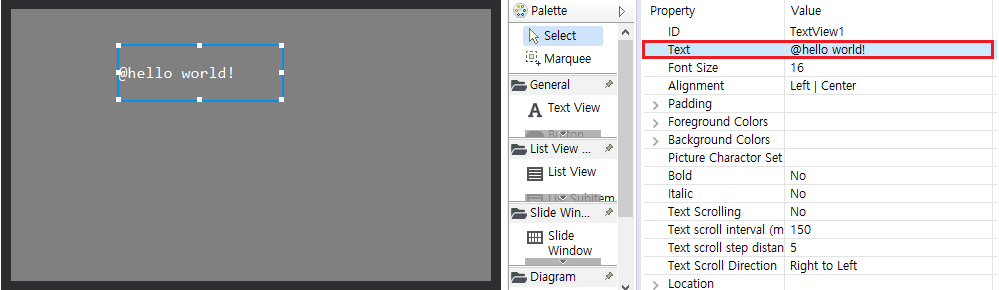 @hello world!
Palette
Select
Marquee
General
Text View
Button
List View ...
List View
List SubItem
Slide Win...
Slide
Window
Diagram
Property Value
ID TextView1
Text @hello world!
Font Size 16
Alignment Left | Center
Padding
Foreground Colors
Background Colors
Picture Charactor Set
Bold No
Italic No
Text Scrolling No
Text scroll interval (m 150
Text scroll step distan 5
Text Scroll Direction Right to Left
Location